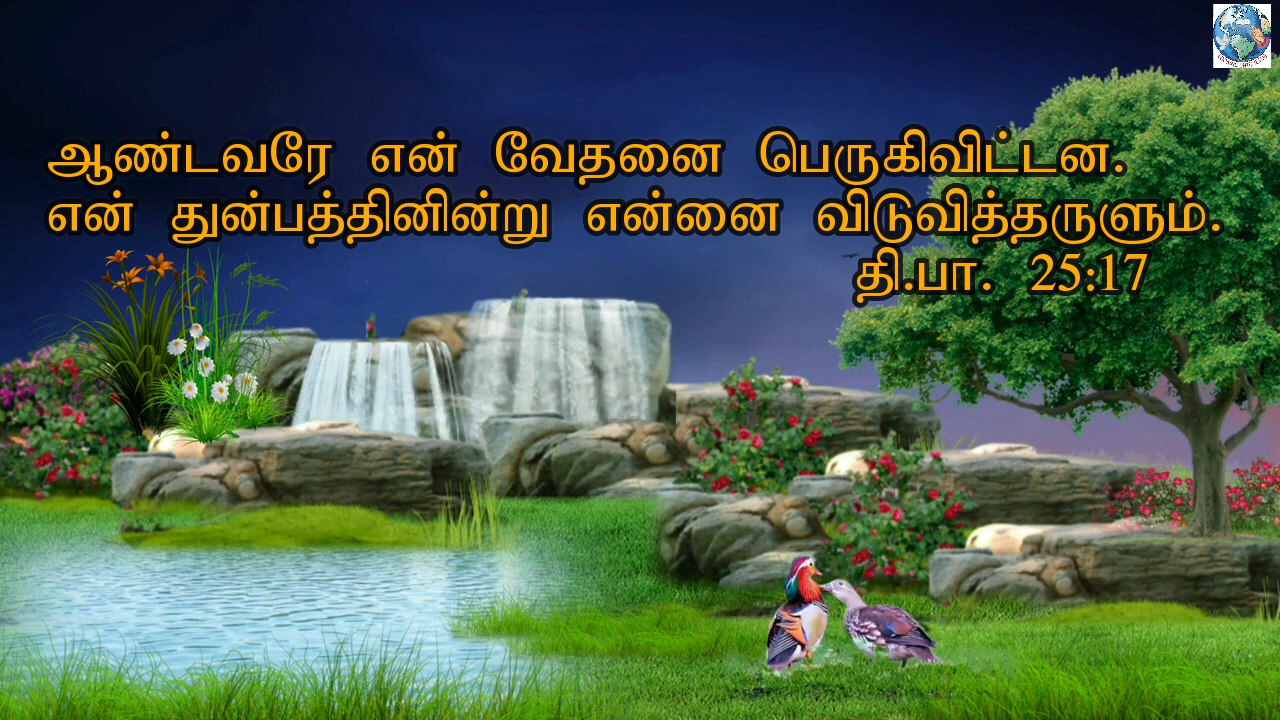 ஆண்டவரே என் வேதனை பெருகிவிட்டன.
என் துன்பத்தினின்று என்னை விடுவித்தருளும்.
தி.பா. 25:17